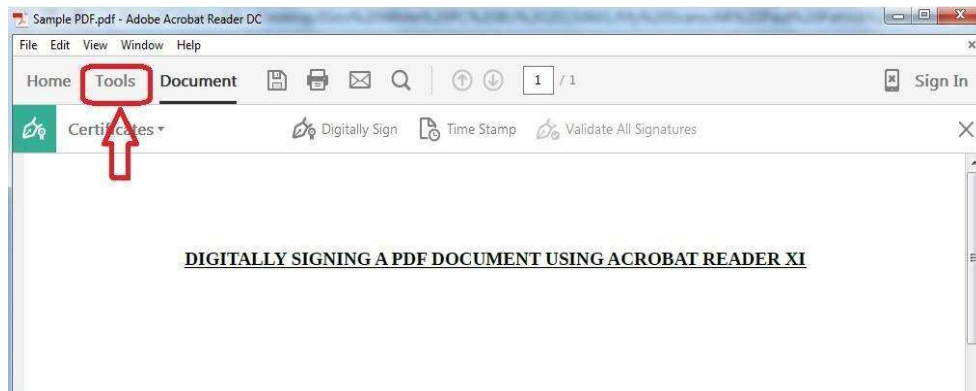 Sample PDF.pdf - Adobe Acrobat Reader DC
File Edit View Window Help
Home Tools Document 1 / 1 Sign In
Certificates Digitally Sign Time Stamp Validate All Signatures
DIGITALLY SIGNING A PDF DOCUMENT USING ACROBAT READER XI